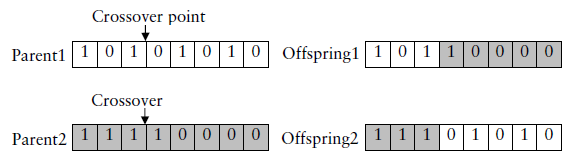 Crossover point
Parent1 1 0 1 0 1 0 1 0 Offspring1 1 0 1 1 0 0 0 0
Crossover
Parent2 1 1 1 1 0 0 0 0 Offspring2 1 1 1 0 1 0 1 0